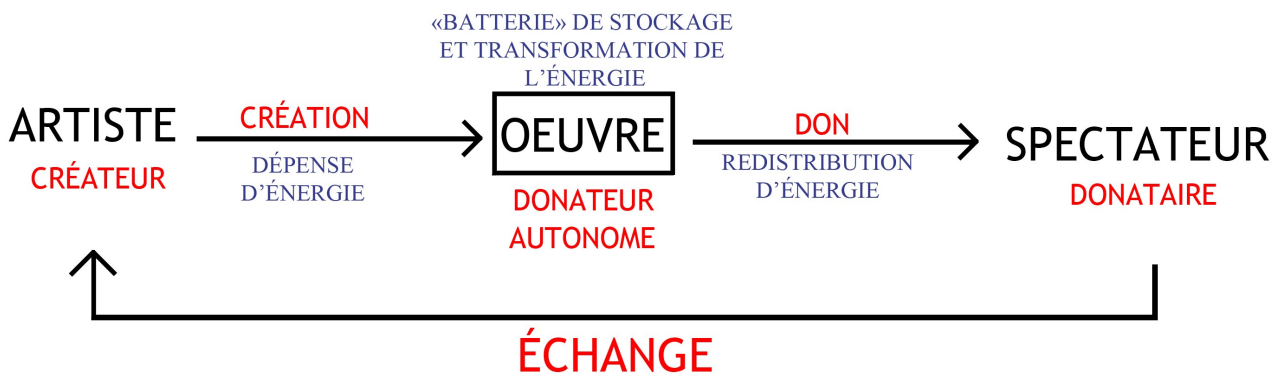 «BATTERIE» DE STOCKAGE
ET TRANSFORMATION DE
L'ÉNERGIE
ARTISTE
CRÉATEUR
CRÉATION
DÉPENSE
D'ÉNERGIE
OEUVRE
DONATEUR
AUTONOME
DON
REDISTRIBUTION
D'ÉNERGIE
SPECTATEUR
DONATAIRE
ÉCHANGE